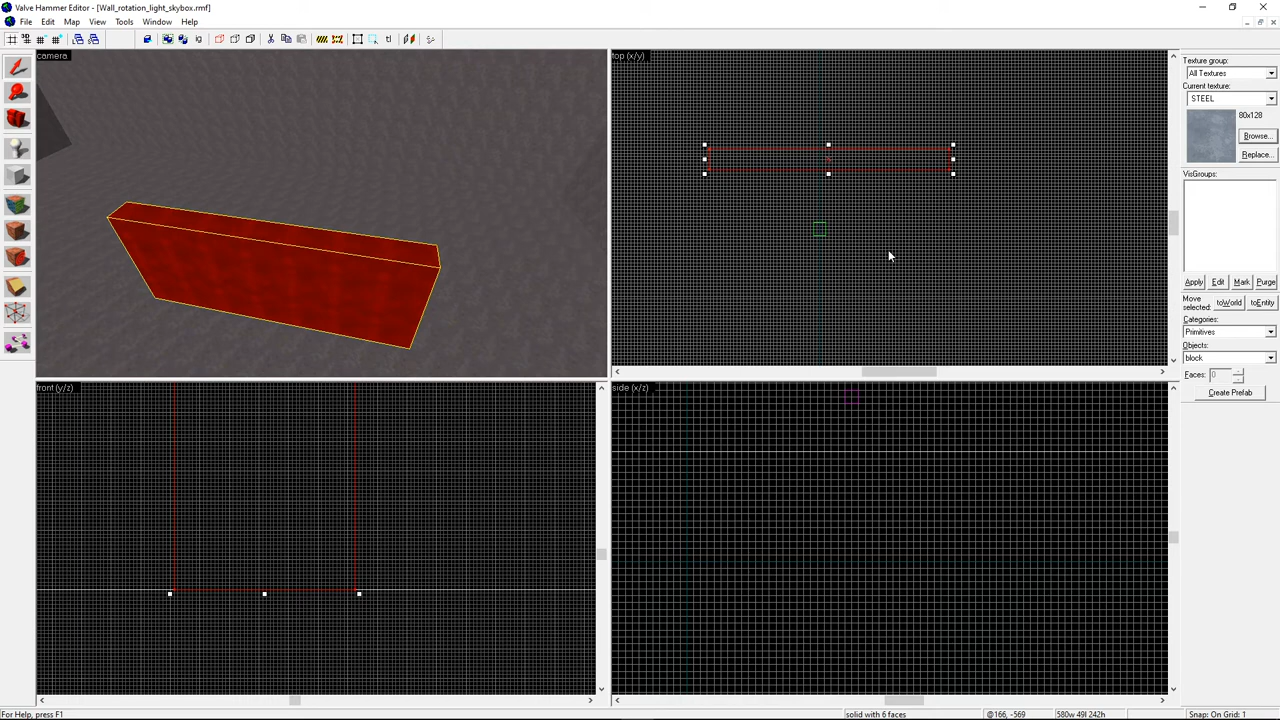 Valve Hammer Editor - [Wall_rotation_light_skybox.rmf]
File Edit Map View Tools Window Help
camera
top (x/y)
front (y/z)
side (x/z)
Texture group:
All Textures
Current texture:
STEEL
80x128
Browse...
Replace...
VisGroups:
Apply Edit Mark Purge
Move
selected: toWorld toEntity
Categories:
Primitives
Objects:
block
Faces: 0
Create Prefab
For Help, press F1
solid with 6 faces
@166, -569
580w 49l 242h
Snap: On Grid: 1